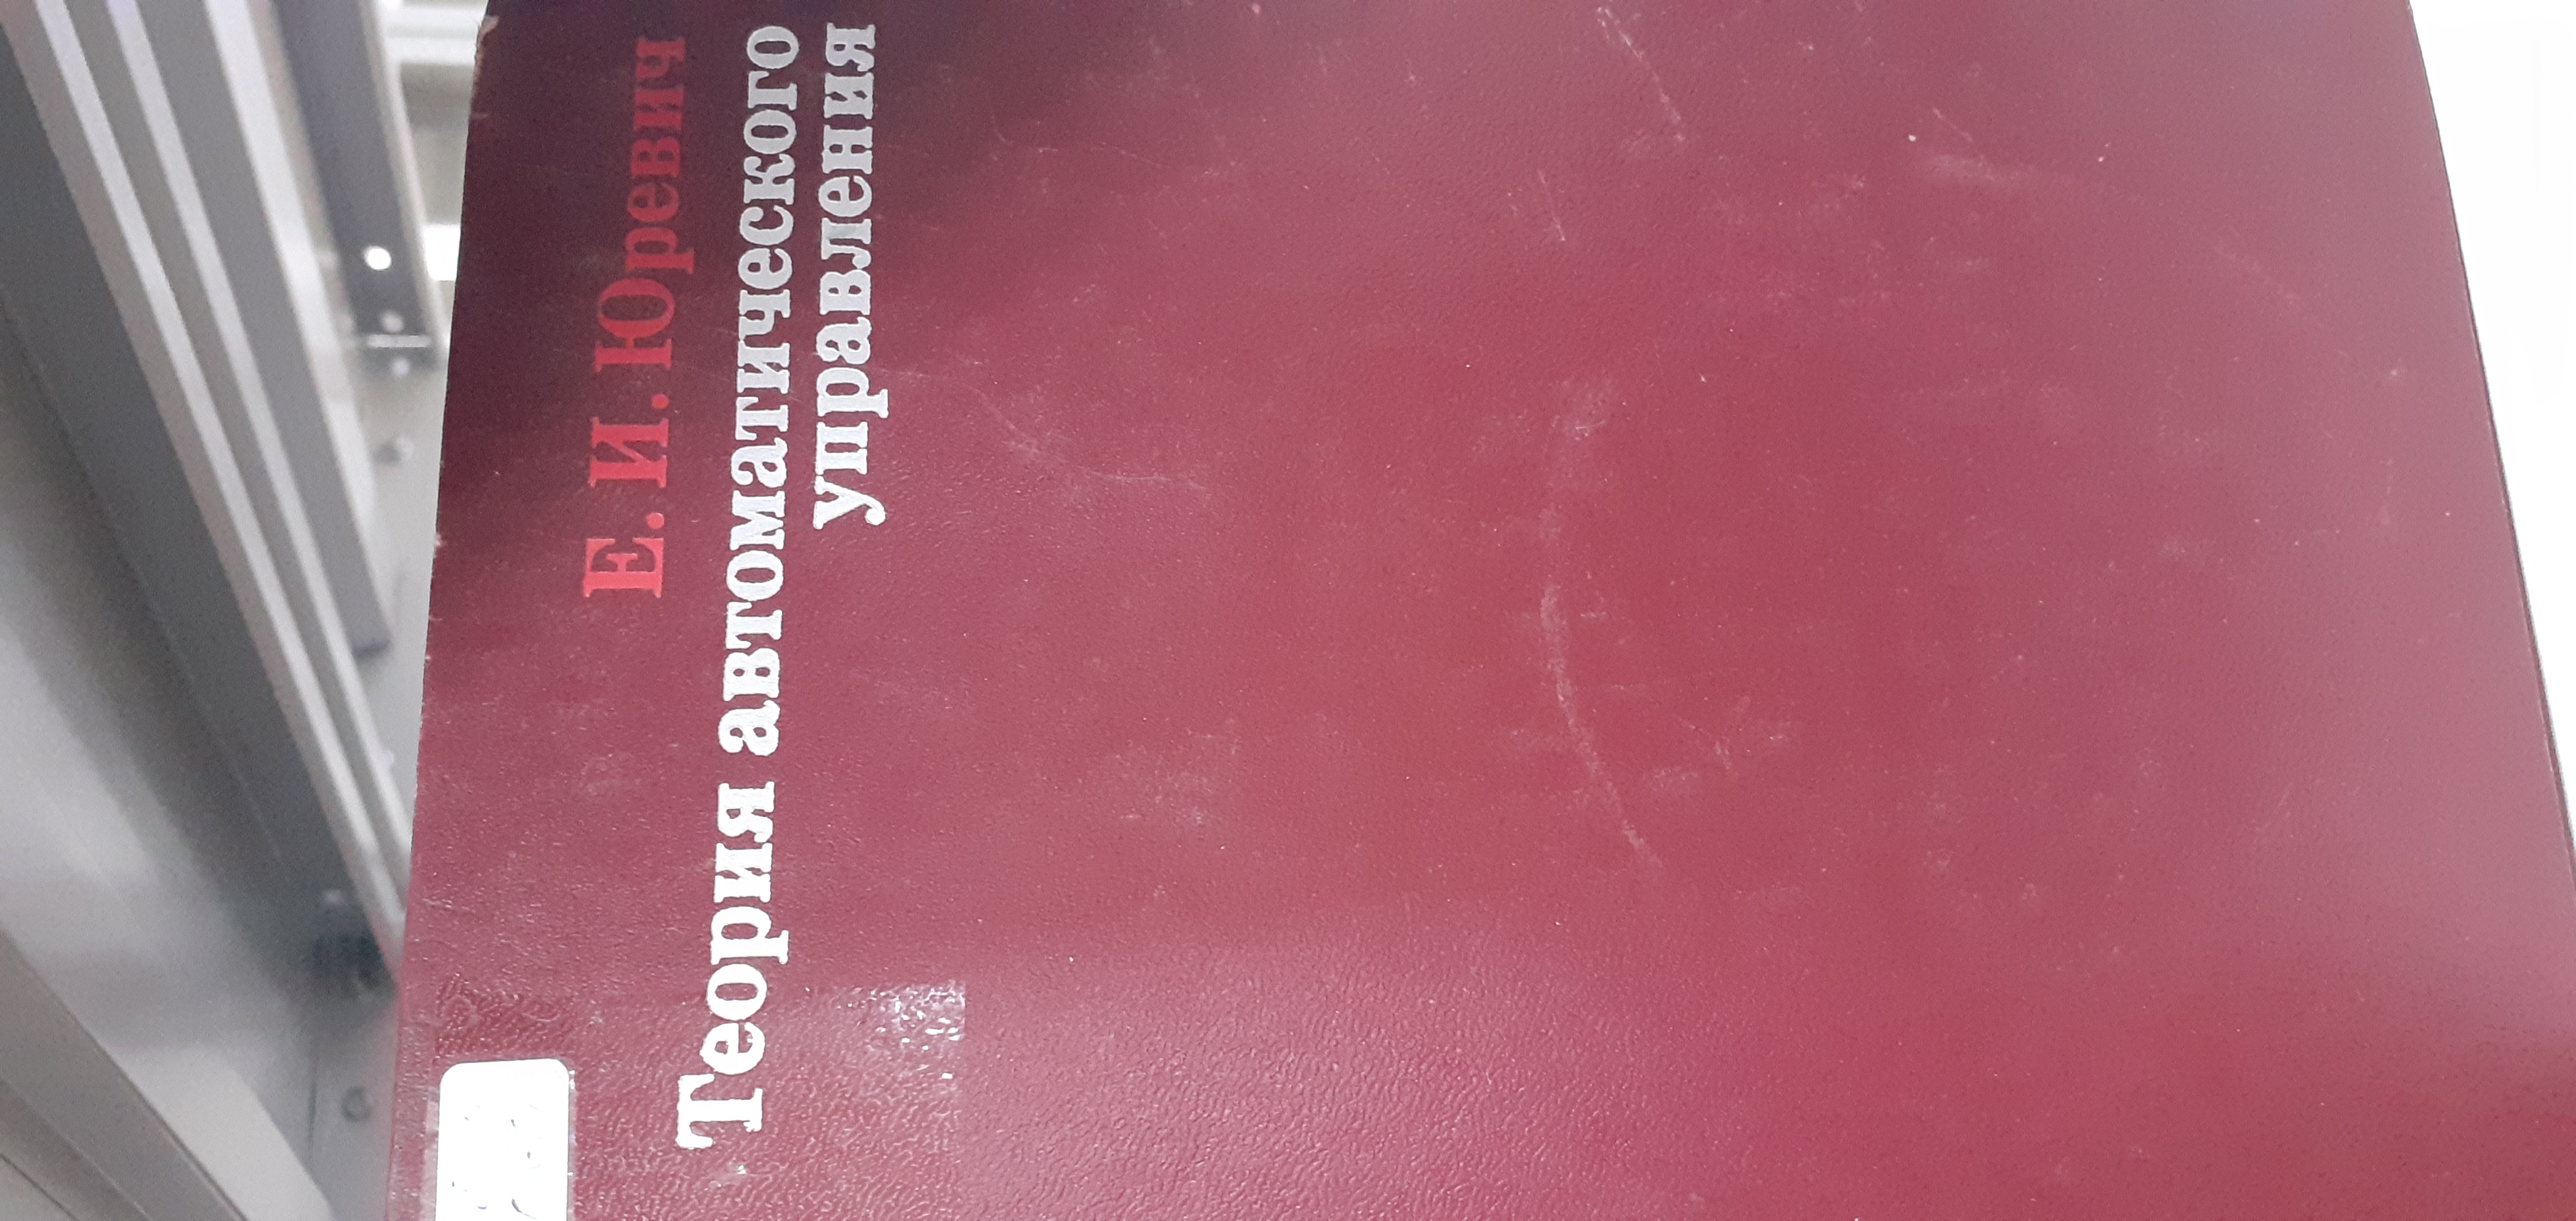 Е. И. Юревич
Теория автоматического
управления